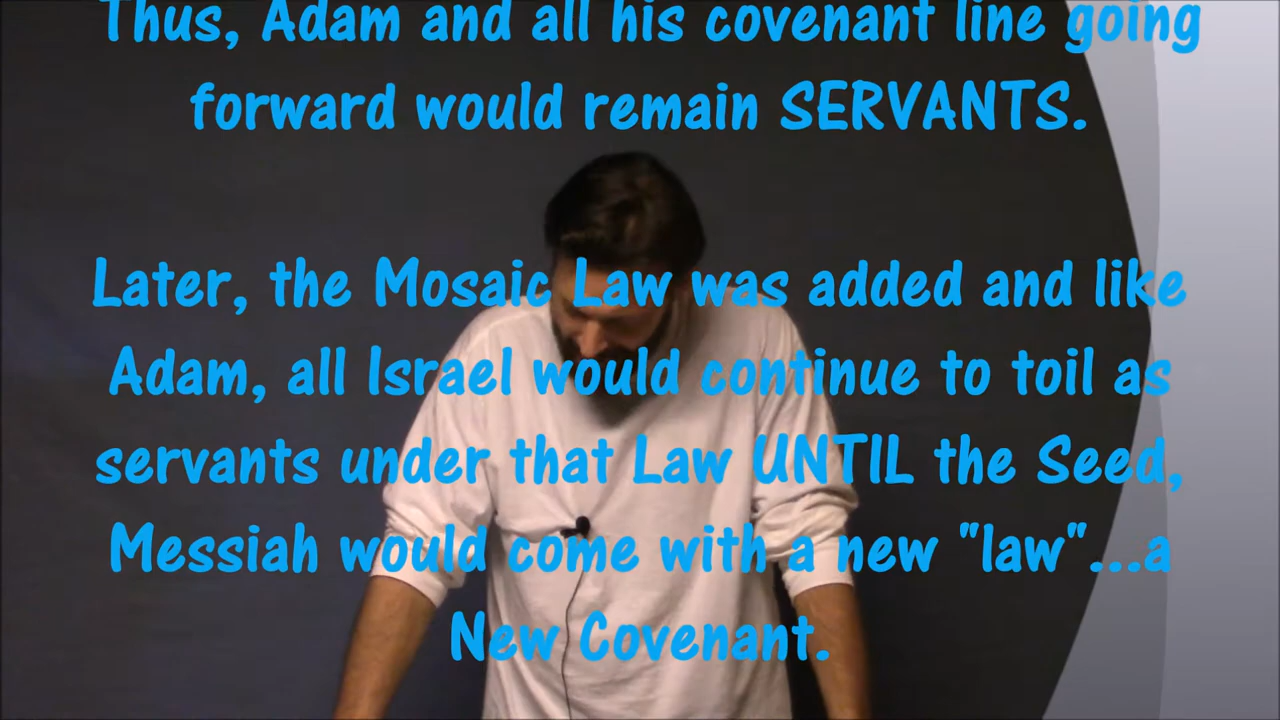 Thus, Adam and all his covenant line going
forward would remain SERVANTS.
Later, the Mosaic Law was added and like
Adam, all Israel would continue to toil as
servants under that Law UNTIL the Seed,
Messiah would come with a new "law"...a
New Covenant.